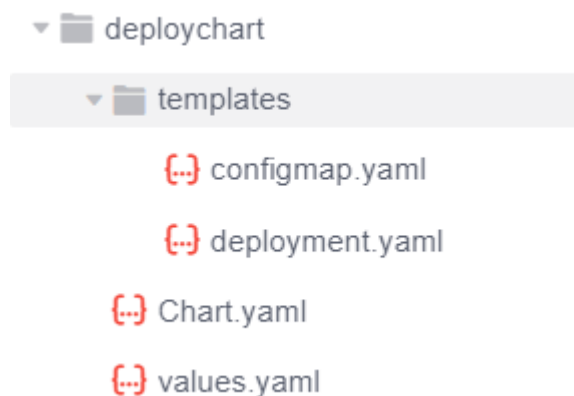 deploychart
templates
configmap.yaml
deployment.yaml
Chart.yaml
values.yaml